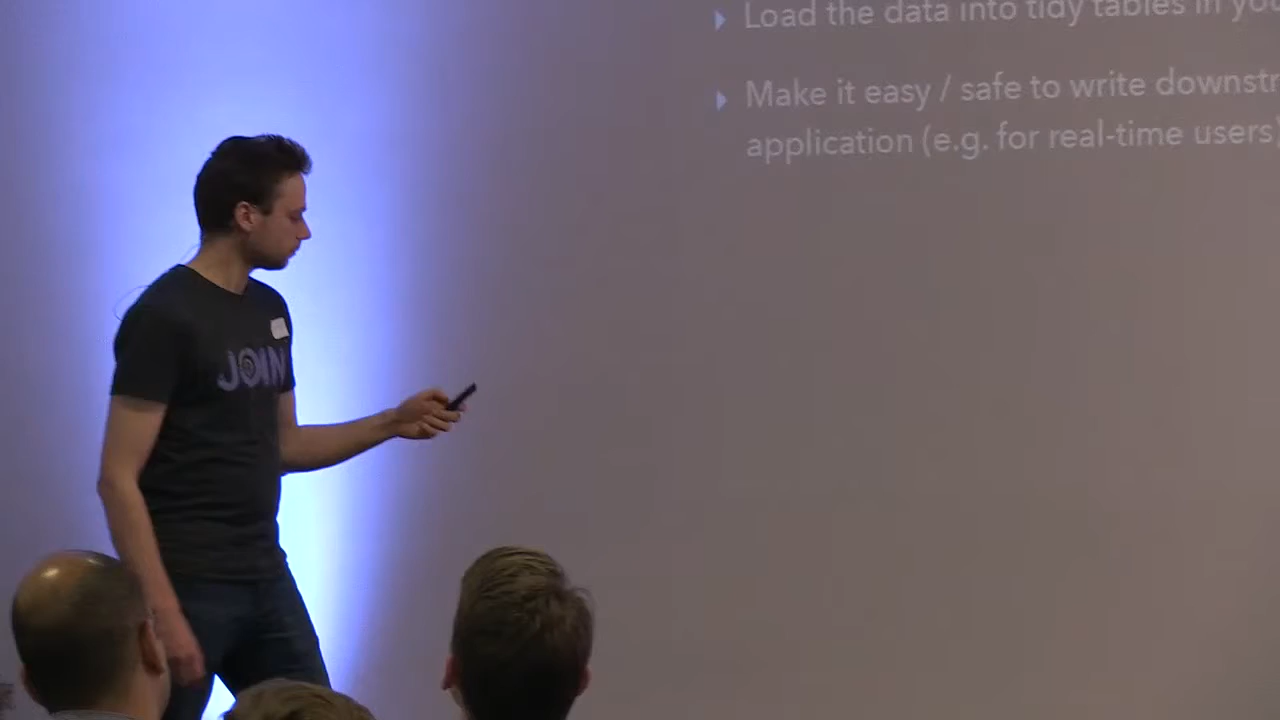 Load the data into tidy tables in
Make it easy / safe to write
application (e.g. for real-time users)
JOIN